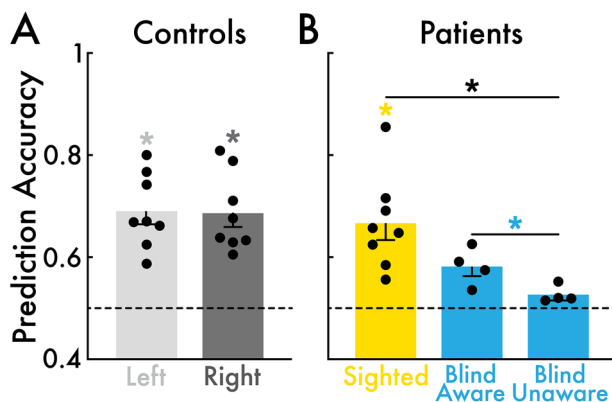 A Controls
B Patients
Prediction Accuracy
1
0.8
0.6
0.4
*
*
*
*
*
Left
Right
Sighted
Blind
Aware
Blind
Unaware